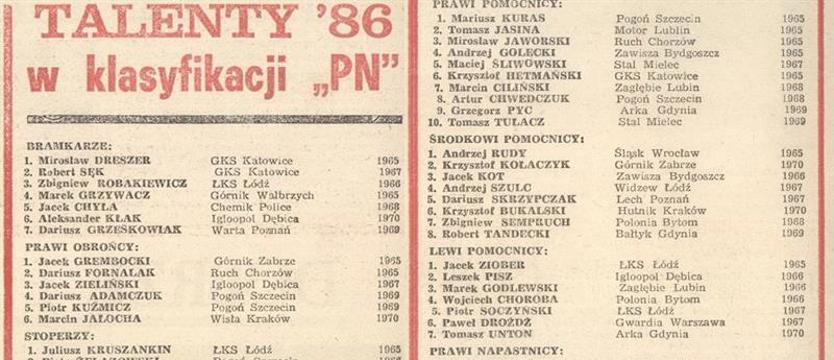 TALENTY '86
w klasyfikacji „PN”
BRAMKARZE:
1. Mirosław DRESZER GKS Katowice 1965
2. Robert SĘK GKS Katowice 1967
3. Zbigniew ROBAKIEWICZ ŁKS Łódź 1966
4. Marek GRZYWACZ Górnik Wałbrzych 1965
5. Jacek CHYŁA Chemik Police 1968
6. Aleksander KŁAK Igloopol Dębica 1970
7. Dariusz GRZEŚKOWIAK Warta Poznań 1969
PRAWI OBROŃCY:
1. Jacek GREMBOCKI Górnik Zabrze 1965
2. Dariusz FORNALAK Ruch Chorzów 1965
3. Jacek ZIELIŃSKI Igloopol Dębica 1967
4. Dariusz ADAMCZUK Pogoń Szczecin 1969
5. Piotr KUŹMICZ Pogoń Szczecin 1969
6. Marcin JAŁOCHA Wisła Kraków 1970
STOPERZY:
1. Juliusz KRUSZANKIN ŁKS Łódź 1965
PRAWI POMOCNICY:
1. Mariusz KURAS Pogoń Szczecin 1965
2. Tomasz JASINA Motor Lublin 1965
3. Mirosław JAWORSKI Ruch Chorzów 1965
4. Andrzej GOŁECKI Zawisza Bydgoszcz 1965
5. Maciej ŚLIWOWSKI Stal Mielec 1967
6. Krzysztof HETMAŃSKI GKS Katowice 1965
7. Marcin CILIŃSKI Zagłębie Lubin 1968
8. Artur CHWEDCZUK Pogoń Szczecin 1968
9. Grzegorz PYC Arka Gdynia 1969
10. Tomasz TUŁACZ Stal Mielec 1969
ŚRODKOWI POMOCNICY:
1. Andrzej RUDY Śląsk Wrocław 1965
2. Krzysztof KOŁACZYK Górnik Zabrze 1970
3. Jacek KOT Zawisza Bydgoszcz 1966
4. Andrzej SZULC Widzew Łódź 1967
5. Dariusz SKRZYPCZAK Lech Poznań 1967
6. Krzysztof BUKALSKI Hutnik Kraków 1970
7. Zbigniew SEMPRUCH Polonia Bytom 1968
8. Robert TANDECKI Bałtyk Gdynia 1969
LEWI POMOCNICY:
1. Jacek ZIOBER ŁKS Łódź 1965
2. Leszek PISZ Igloopol Dębica 1966
3. Marek GODLEWSKI Zagłębie Lubin 1966
4. Wojciech CHOROBA Polonia Bytom 1966
5. Piotr SOCZYŃSKI ŁKS Łódź 1967
6. Paweł DROŻDŻ Gwardia Warszawa 1967
7. Tomasz UNTON Arka Gdynia 1970
PRAWI NAPASTNICY: